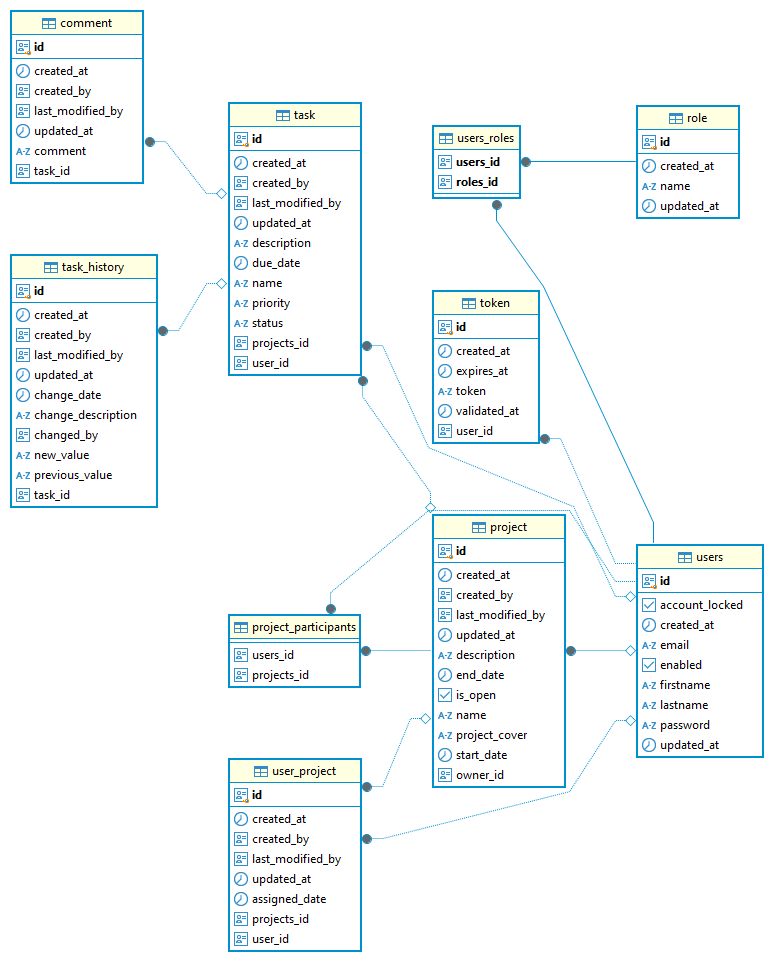 comment
id
created_at
created_by
last_modified_by
updated_at
A-Z comment
task_id
task
id
created_at
created_by
last_modified_by
updated_at
A-Z description
due_date
A-Z name
A-Z priority
A-Z status
projects_id
user_id
users_roles
users_id
roles_id
role
id
created_at
A-Z name
updated_at
task_history
id
created_at
created_by
last_modified_by
updated_at
change_date
A-Z change_description
changed_by
A-Z new_value
A-Z previous_value
task_id
token
id
created_at
expires_at
A-Z token
validated_at
user_id
project
id
created_at
created_by
last_modified_by
updated_at
A-Z description
end_date
is_open
A-Z name
A-Z project_cover
start_date
owner_id
users
id
account_locked
created_at
A-Z email
enabled
A-Z firstname
A-Z lastname
A-Z password
updated_at
project_participants
users_id
projects_id
user_project
id
created_at
created_by
last_modified_by
updated_at
assigned_date
projects_id
user_id